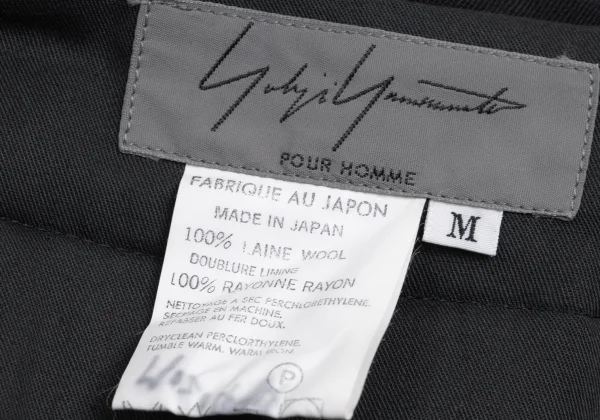 Yohji Yamamoto
POUR HOMME
M
FABRIQUE AU JAPON
MADE IN JAPAN
100% LAINE WOOL
DOUBLURE LINING
100% RAYONNE RAYON
NETTOYAGE A SEC PERCHLORETHYLENE.
SECHAGE EN MACHINE.
REPASSER AU FER DOUX.
DRYCLEAN PERCLORTHYLENE.
TUMBLE WARM. WARM IRON.
P